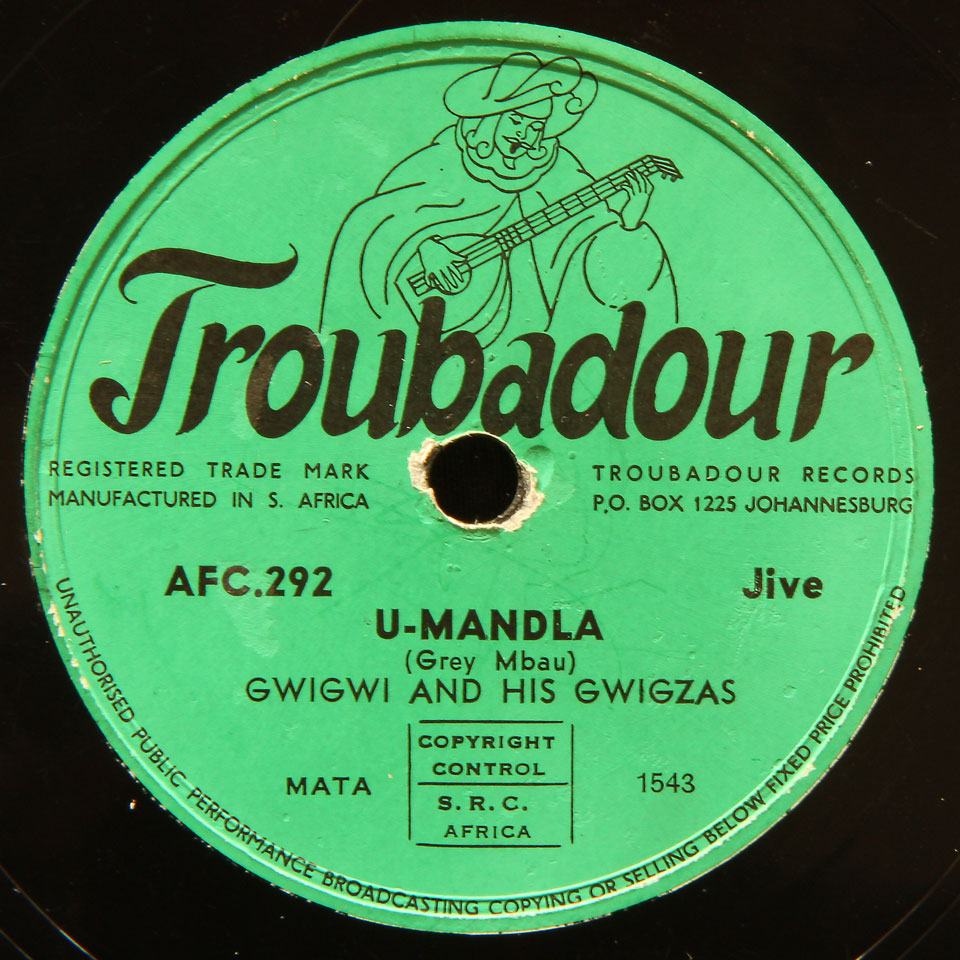 Troubadour
REGISTERED TRADE MARK
MANUFACTURED IN S. AFRICA
TROUBADOUR RECORDS
P.O. BOX 1225 JOHANNESBURG
AFC.292
Jive
U-MANDLA
(Grey Mbau)
GWIGWI AND HIS GWIGZAS
COPYRIGHT
CONTROL
MATA
1543
S.R.C.
AFRICA
UNAUTHORISED PUBLIC PERFORMANCE BROADCASTING COPYING OR SELLING BELOW FIXED PRICE PROHIBITED